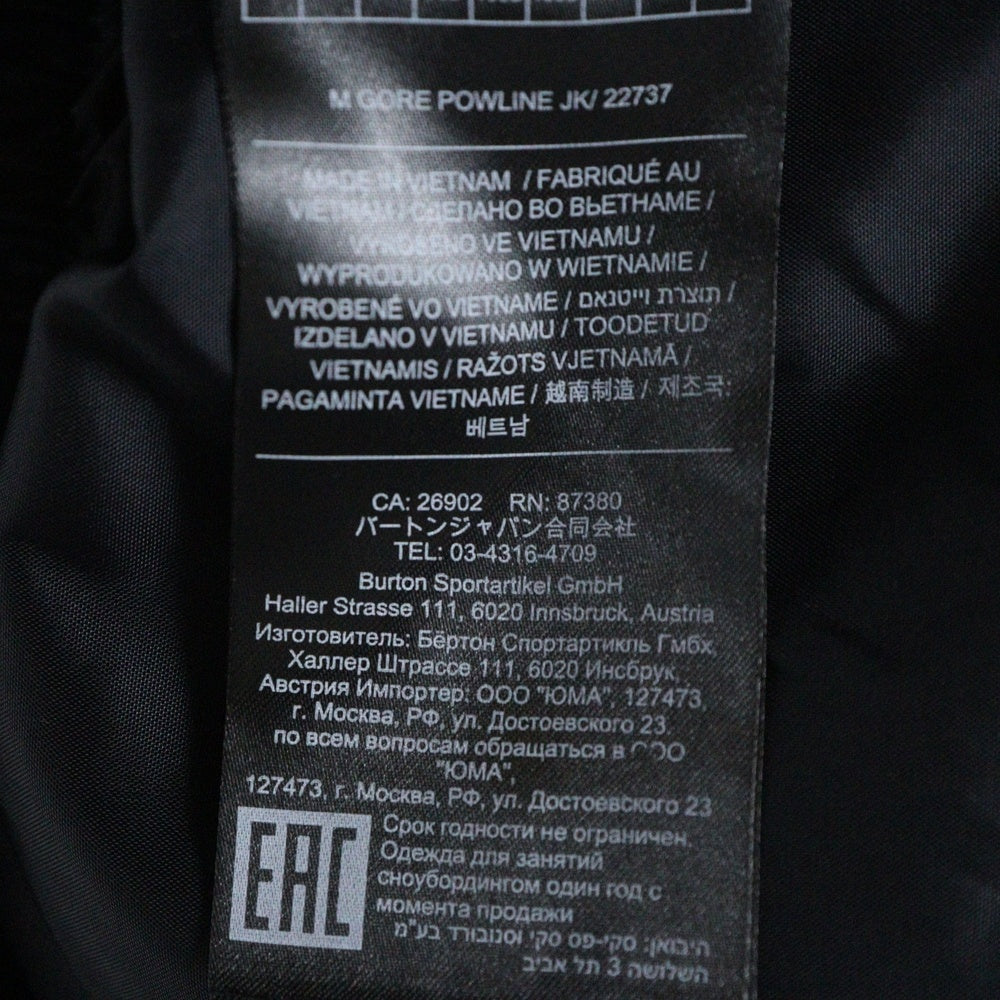 M GORE POWLINE JK/ 22737
MADE IN VIETNAM / FABRIQUÉ AU
VIETNAM / СДЕЛАНО ВО ВЬЕТНАМЕ /
VYROBENO VE VIETNAMU /
WYPRODUKOWANO W WIETNAMIE /
VYROBENÉ VO VIETNAME / תוצרת וייטנאם /
IZDELANO V VIETNAMU / TOODETUD
VIETNAMIS / RAŽOTS VJETNAMĀ /
PAGAMINTA VIETNAME / 越南制造 / 제조국:
베트남
CA: 26902 RN: 87380
バートンジャパン合同会社
TEL: 03-4316-4709
Burton Sportartikel GmbH
Haller Strasse 111, 6020 Innsbruck, Austria
Изготовитель: Бёртон Спортартикль Гмбх,
Халлер Штрассе 111, 6020 Инсбрук,
Австрия Импортер: ООО "ЮМА", 127473,
г. Москва, РФ, ул. Достоевского 23
по всем вопросам обращаться в ООО
"ЮМА",
127473, г. Москва, РФ, ул. Достоевского 23
EAC
Срок годности не ограничен.
Одежда для занятий
сноубордингом один год с
момента продажи
היבואן: סקי-פס סקי וסנובורד בע"מ
השלושה 3 תל אביב